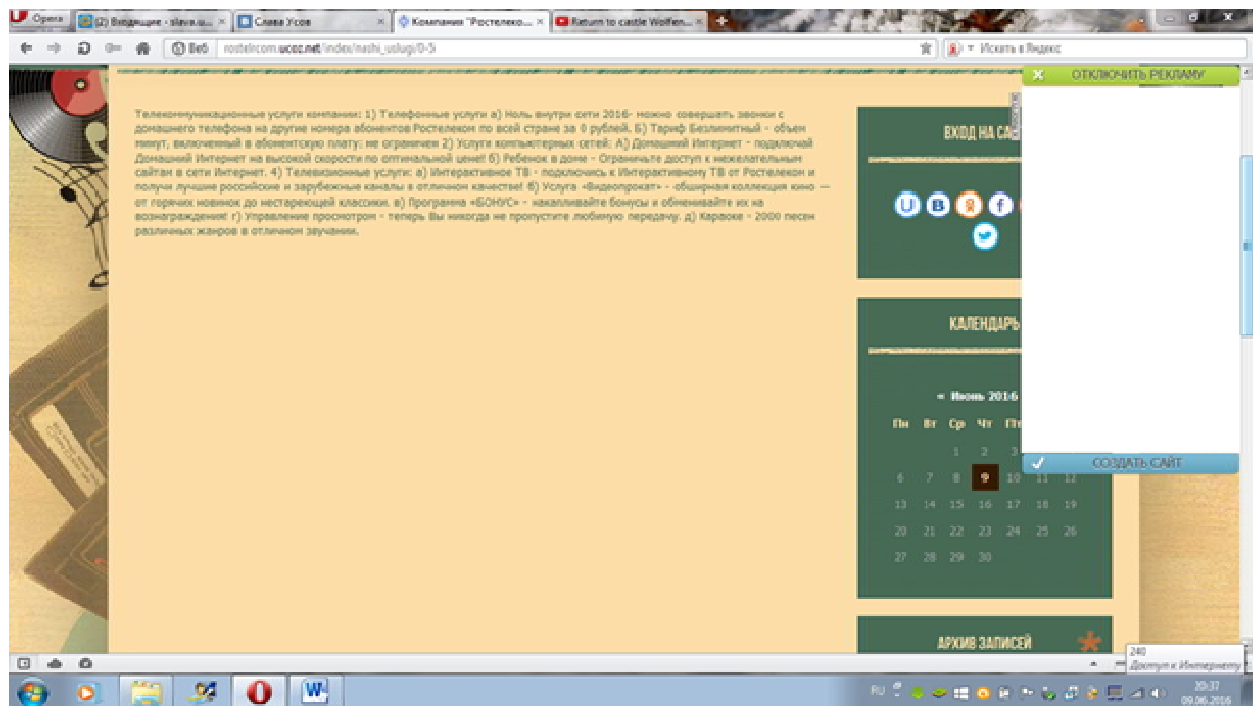 Opera
(2) Входящие - slava.u... ×
Слава Усов ×
Компания "Ростелеко... ×
Return to castle Wolfen... ×
Веб
rostelrcom.ucoz.net/index/nashi_uslugi/0-5
Искать в Яндекс
ОТКЛЮЧИТЬ РЕКЛАМУ
Телекоммуникационные услуги компании: 1) Телефонные услуги а) Ноль внутри сети 2016- можно совершать звонки с
домашнего телефона на другие номера абонентов Ростелеком по всей стране за 0 рублей. Б) Тариф Безлимитный - объем
минут, включенный в абонентскую плату: не ограничен 2) Услуги компьютерных сетей: А) Домашний Интернет - подключай
Домашний Интернет на высокой скорости по оптимальной цене! б) Ребенок в доме - Ограничьте доступ к нежелательным
сайтам в сети Интернет. 4) Телевизионные услуги: а) Интерактивное ТВ - подключись к Интерактивному ТВ от Ростелеком и
получи лучшие российские и зарубежные каналы в отличном качестве! б) Услуга «Видеопрокат» - обширная коллекция кино —
от горячих новинок до нестареющей классики. в) Программа «БОНУС» - накапливайте бонусы и обменивайте их на
вознаграждения! г) Управление просмотром - теперь Вы никогда не пропустите любимую передачу. д) Караоке - 20000 песен
различных жанров в отличном звучании.
ВХОД НА СА
КАЛЕНДАРЬ
« Июнь 2016
Пн Вт Ср Чт Пт
1 2 3
6 7 8 9 10 11 12
13 14 15 16 17 18 19
20 21 22 23 24 25 26
27 28 29 30
СОЗДАТЬ САЙТ
АРХИВ ЗАПИСЕЙ
240
Доступ к Интернету
RU
20:37
09.06.2016